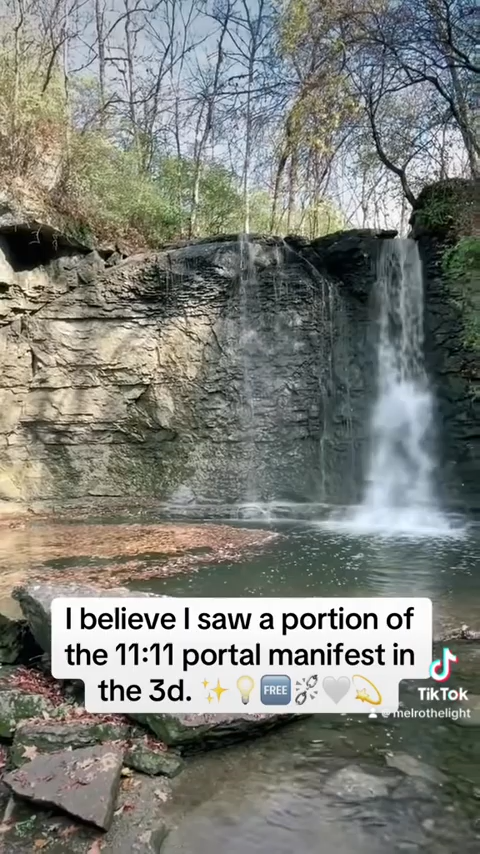 I believe I saw a portion of
the 11:11 portal manifest in
the 3d. ✨💡🆓⛓️‍💥🩶💫
TikTok
@melrothelight